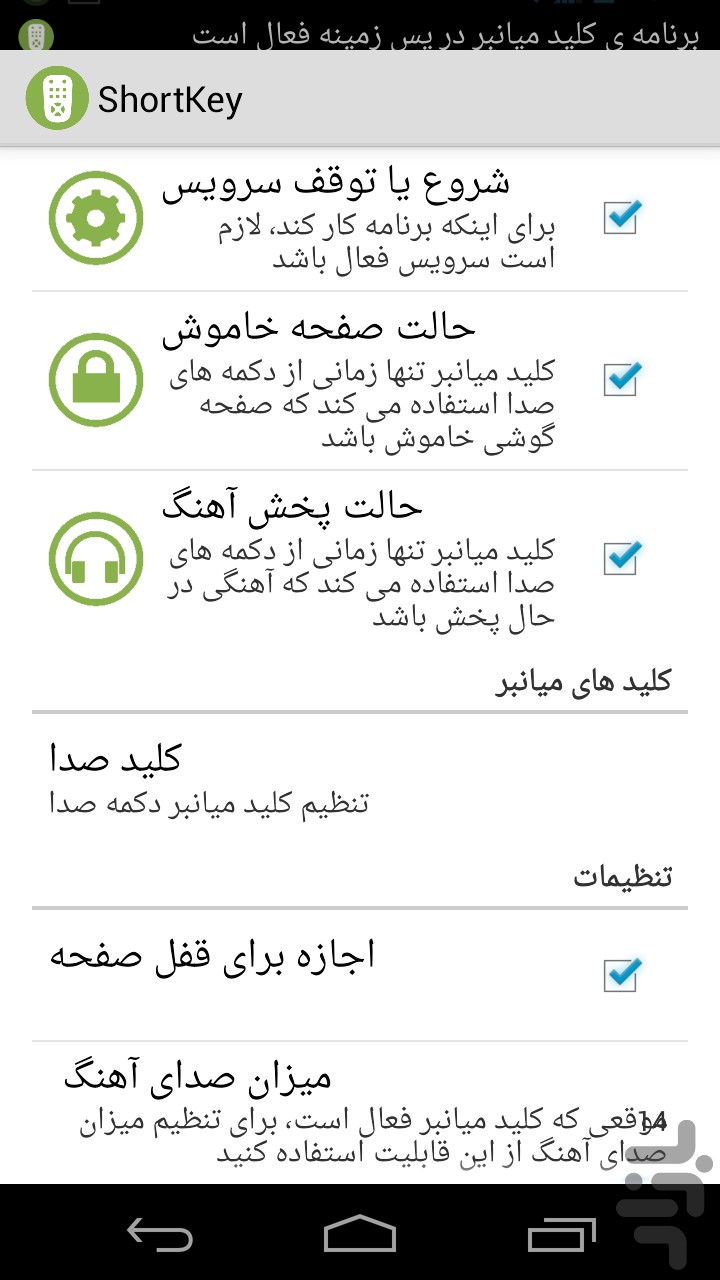 برنامه ی کلید میانبر در پس زمینه فعال است
ShortKey
شروع یا توقف سرویس
برای اینکه برنامه کار کند، لازم
است سرویس فعال باشد
حالت صفحه خاموش
کلید میانبر تنها زمانی از دکمه های
صدا استفاده می کند که صفحه
گوشی خاموش باشد
حالت پخش آهنگ
کلید میانبر تنها زمانی از دکمه های
صدا استفاده می کند که آهنگی در
حال پخش باشد
کلید های میانبر
کلید صدا
تنظیم کلید میانبر دکمه صدا
تنظیمات
اجازه برای قفل صفحه
میزان صدای آهنگ
14
موقعی که کلید میانبر فعال است، برای تنظیم میزان
صدای آهنگ از این قابلیت استفاده کنید